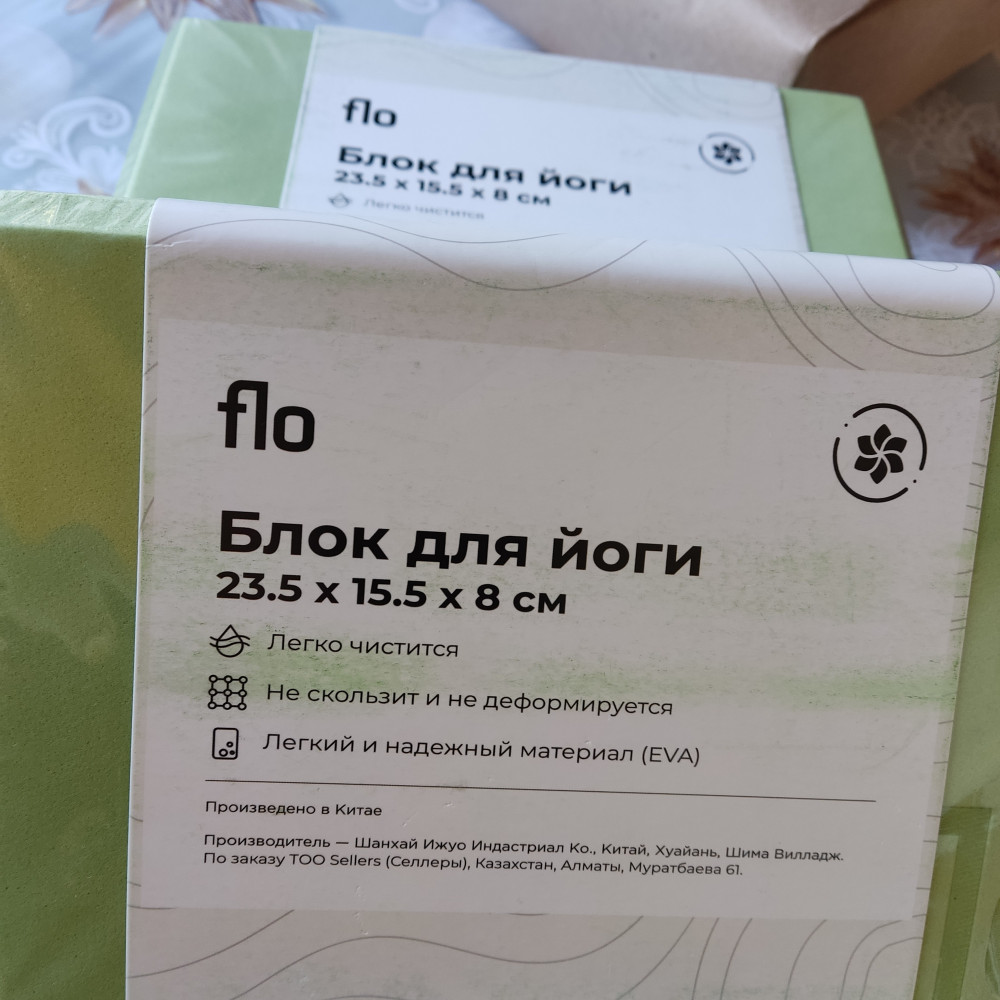 flo
Блок для йоги
23.5 x 15.5 x 8 см
Легко чистится
flo
Блок для йоги
23.5 x 15.5 x 8 см
Легко чистится
Не скользит и не деформируется
Легкий и надежный материал (EVA)
Произведено в Китае
Производитель — Шанхай Ижуо Индастриал Ко., Китай, Хуайань, Шима Вилладж.
По заказу ТОО Sellers (Селлеры), Казахстан, Алматы, Муратбаева 61.